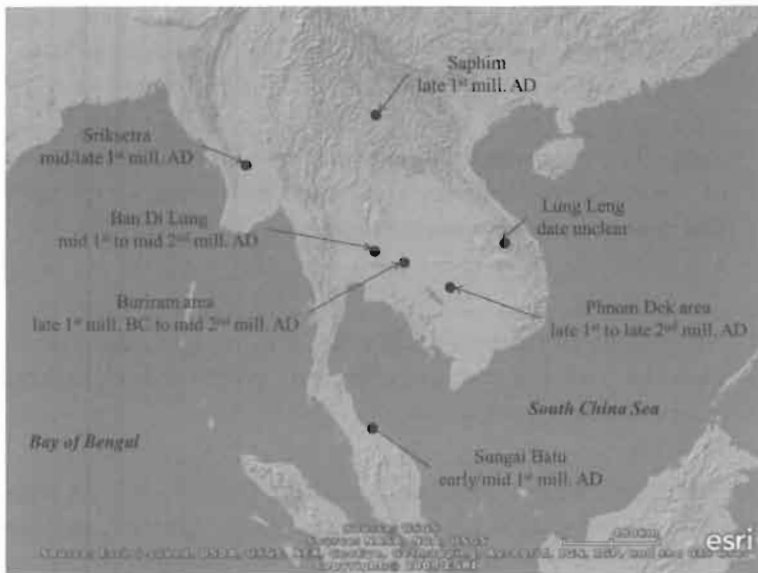 Saphim
late 1st mill. AD
Sriksetra
mid/late 1st mill. AD
Ban Di Lung
mid 1st to mid 2nd mill. AD
Lung Leng
date unclear
Buriram area
late 1st mill. BC to mid 2nd mill. AD
Phnom Dek area
late 1st to late 2nd mill. AD
South China Sea
Bay of Bengal
Sungai Batu
early/mid 1st mill. AD
esri